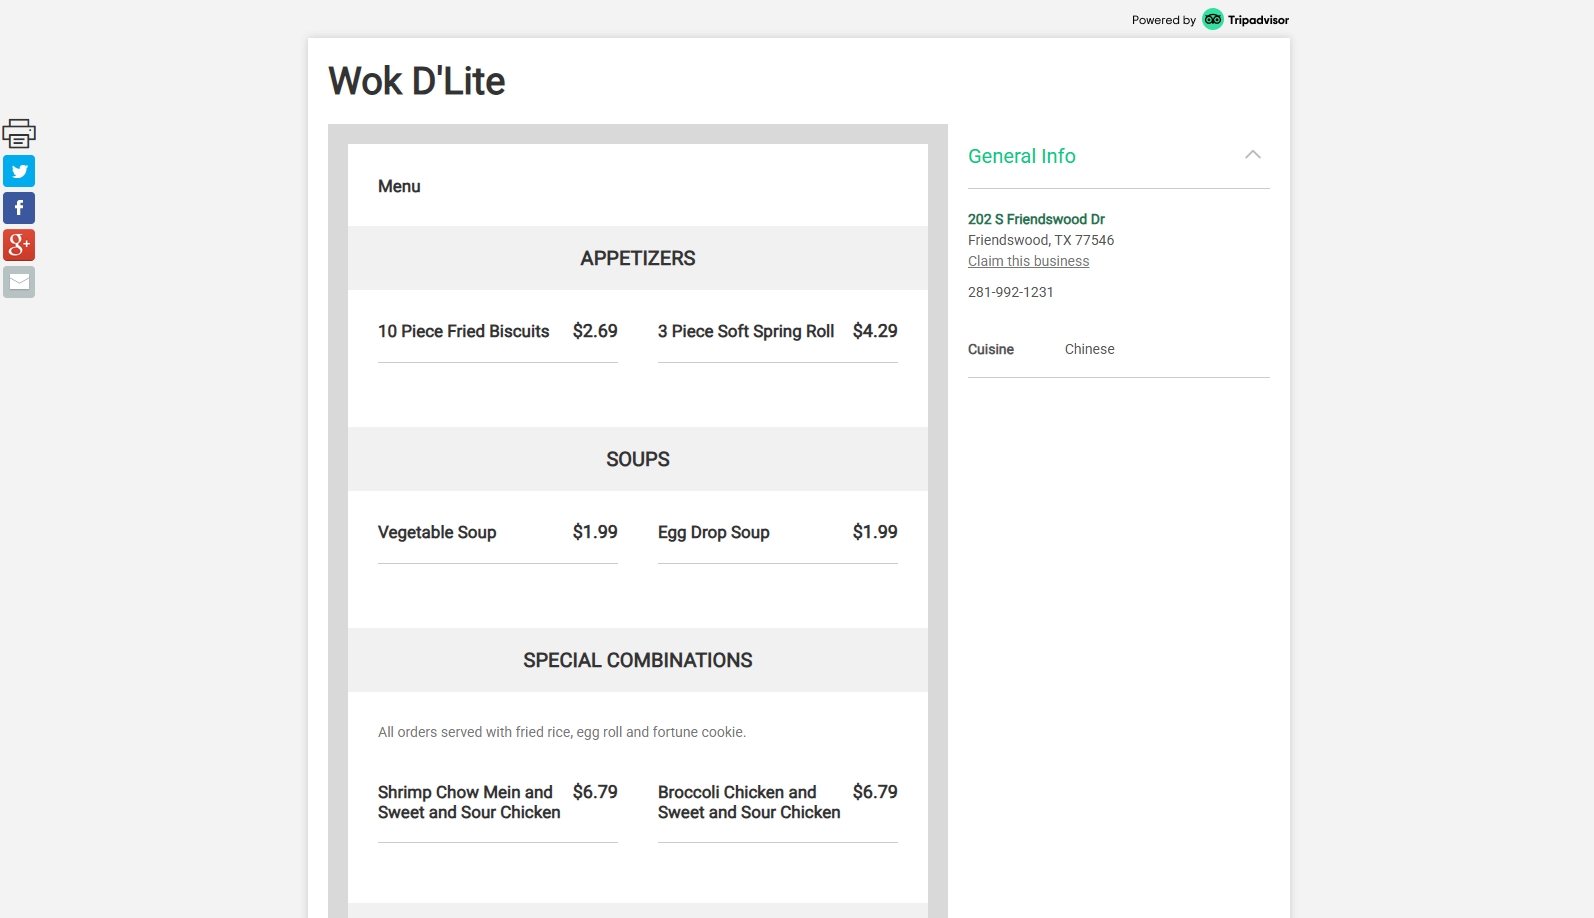 Powered by Tripadvisor
Wok D'Lite
Menu
APPETIZERS
10 Piece Fried Biscuits $2.69
3 Piece Soft Spring Roll $4.29
SOUPS
Vegetable Soup $1.99
Egg Drop Soup $1.99
SPECIAL COMBINATIONS
All orders served with fried rice, egg roll and fortune cookie.
Shrimp Chow Mein and $6.79
Sweet and Sour Chicken
Broccoli Chicken and $6.79
Sweet and Sour Chicken
General Info
202 S Friendswood Dr
Friendswood, TX 77546
Claim this business
281-992-1231
Cuisine Chinese